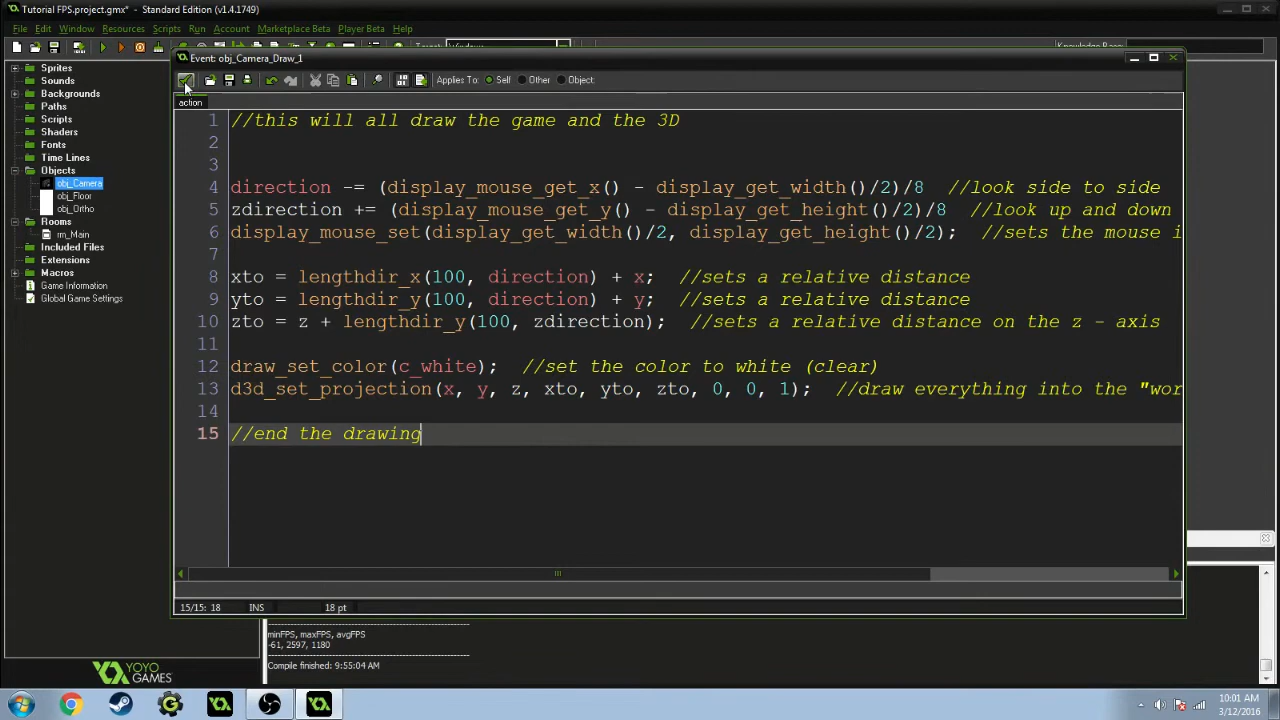 Tutorial FPS.project.gmx* - Standard Edition (v1.4.1749)
File Edit Window Resources Scripts Run Account Marketplace Beta Player Beta Help
Event: obj_Camera_Draw_1
Applies To: Self Other Object:
action
Sprites
Sounds
Backgrounds
Paths
Scripts
Shaders
Fonts
Time Lines
Objects
obj_Camera
obj_Floor
obj_Ortho
Rooms
rm_Main
Included Files
Extensions
Macros
Game Information
Global Game Settings
1 //this will all draw the game and the 3D
2
3
4 direction -= (display_mouse_get_x() - display_get_width()/2)/8 //look side to side
5 zdirection += (display_mouse_get_y() - display_get_height()/2)/8 //look up and down
6 display_mouse_set(display_get_width()/2, display_get_height()/2); //sets the mouse i
7
8 xto = lengthdir_x(100, direction) + x; //sets a relative distance
9 yto = lengthdir_y(100, direction) + y; //sets a relative distance
10 zto = z + lengthdir_y(100, zdirection); //sets a relative distance on the z - axis
11
12 draw_set_color(c_white); //set the color to white (clear)
13 d3d_set_projection(x, y, z, xto, yto, zto, 0, 0, 1); //draw everything into the "wor
14
15 //end the drawing
15/15: 18 INS 18 pt
minFPS, maxFPS, avgFPS
-61, 2597, 1180
Compile finished: 9:55:04 AM
YOYO
GAMES
10:01 AM
3/12/2016